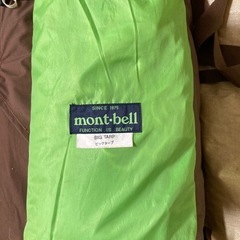 SINCE 1975
mont-bell
FUNCTION IS BEAUTY
BIG TARP
ビッグタープ